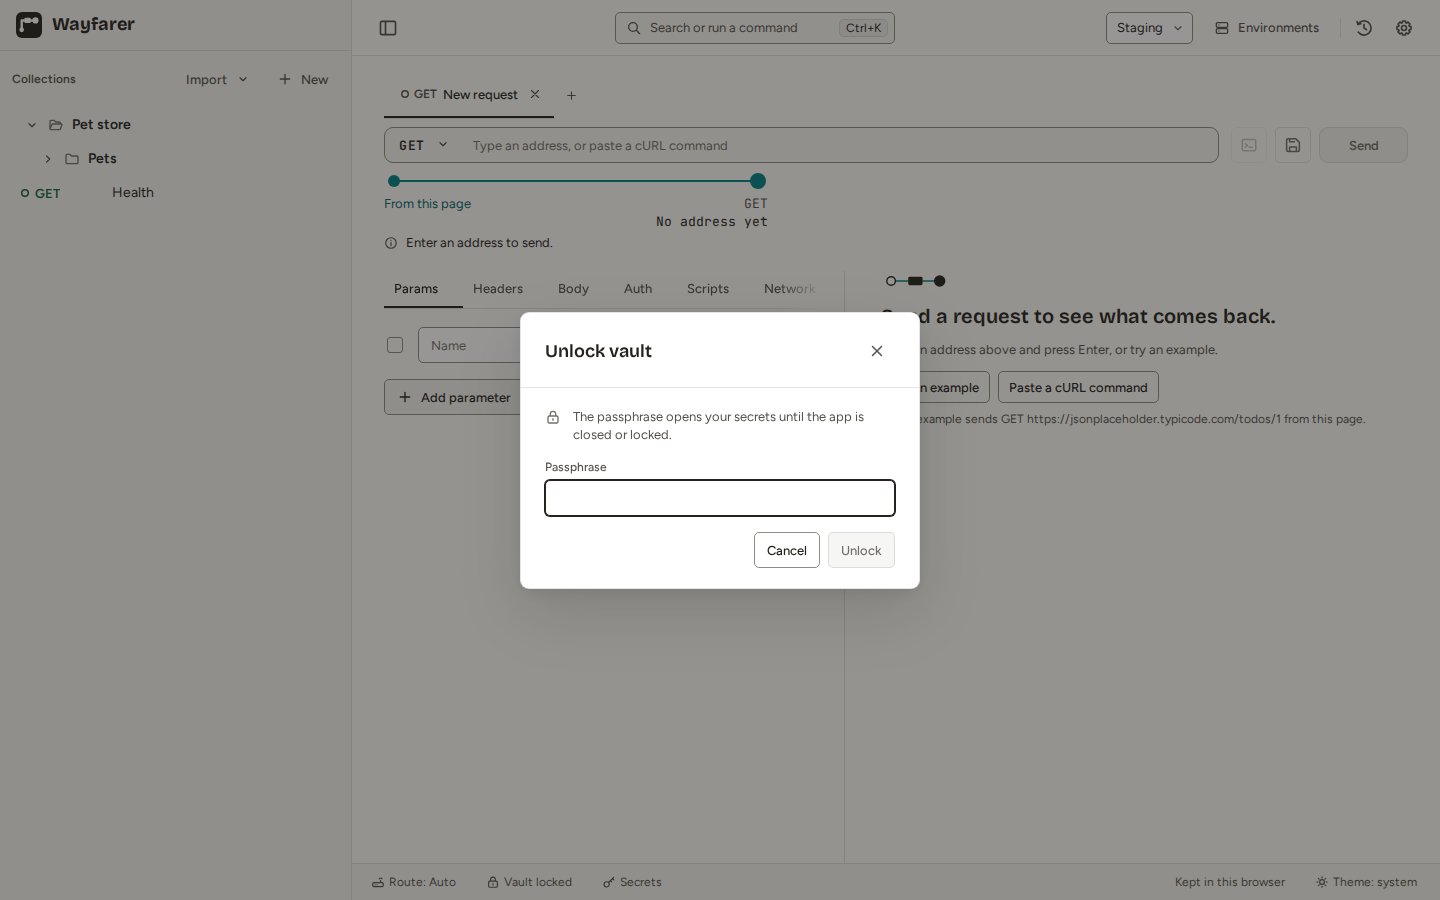 Wayfarer
Search or run a command Ctrl+K
Staging
Environments
Collections Import New
GET New request
Pet store
Pets
GET Health
GET Type an address, or paste a cURL command
Send
From this page GET
No address yet
Enter an address to send.
Params Headers Body Auth Scripts Network
Name
Add parameter
d a request to see what comes back.
n address above and press Enter, or try an example.
n example Paste a cURL command
example sends GET https://jsonplaceholder.typicode.com/todos/1 from this page.
Unlock vault
The passphrase opens your secrets until the app is
closed or locked.
Passphrase
Cancel Unlock
Route: Auto Vault locked Secrets Kept in this browser Theme: system